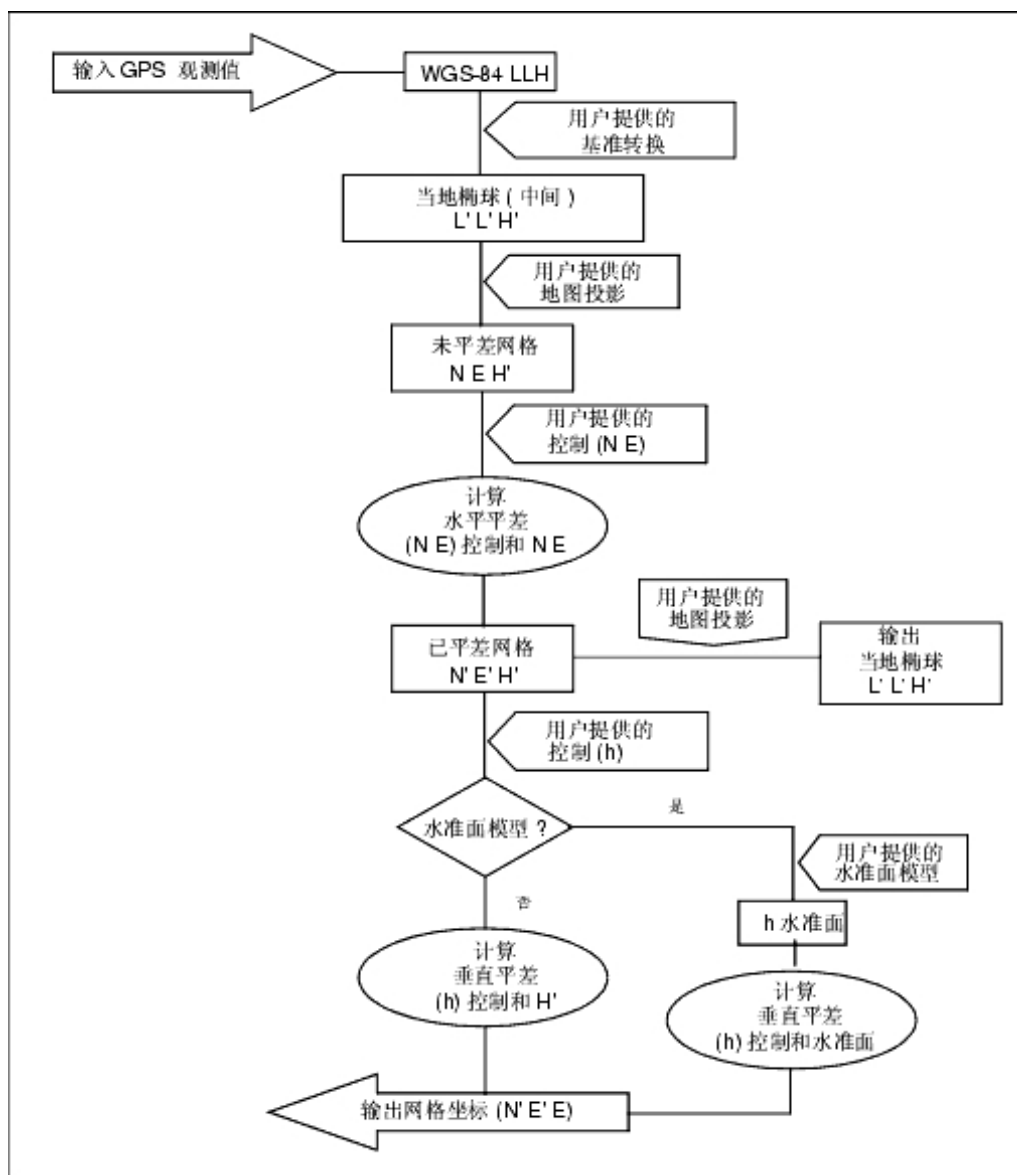 输入 GPS 观测值
WGS-84 LLH
用户提供的
基准转换
当地椭球 ( 中间 )
L' L' H'
用户提供的
地图投影
未平差网格
N E H'
用户提供的
控制 (N E)
计算
水平平差
(N E) 控制和 N E
用户提供的
地图投影
已平差网格
N' E' H'
输出
当地椭球
L' L' H'
用户提供的
控制 (h)
水准面模型 ?
是
用户提供的
水准面模型
否
h 水准面
计算
垂直平差
(h) 控制和 H'
计算
垂直平差
(h) 控制和水准面
输出网格坐标 (N' E' E)